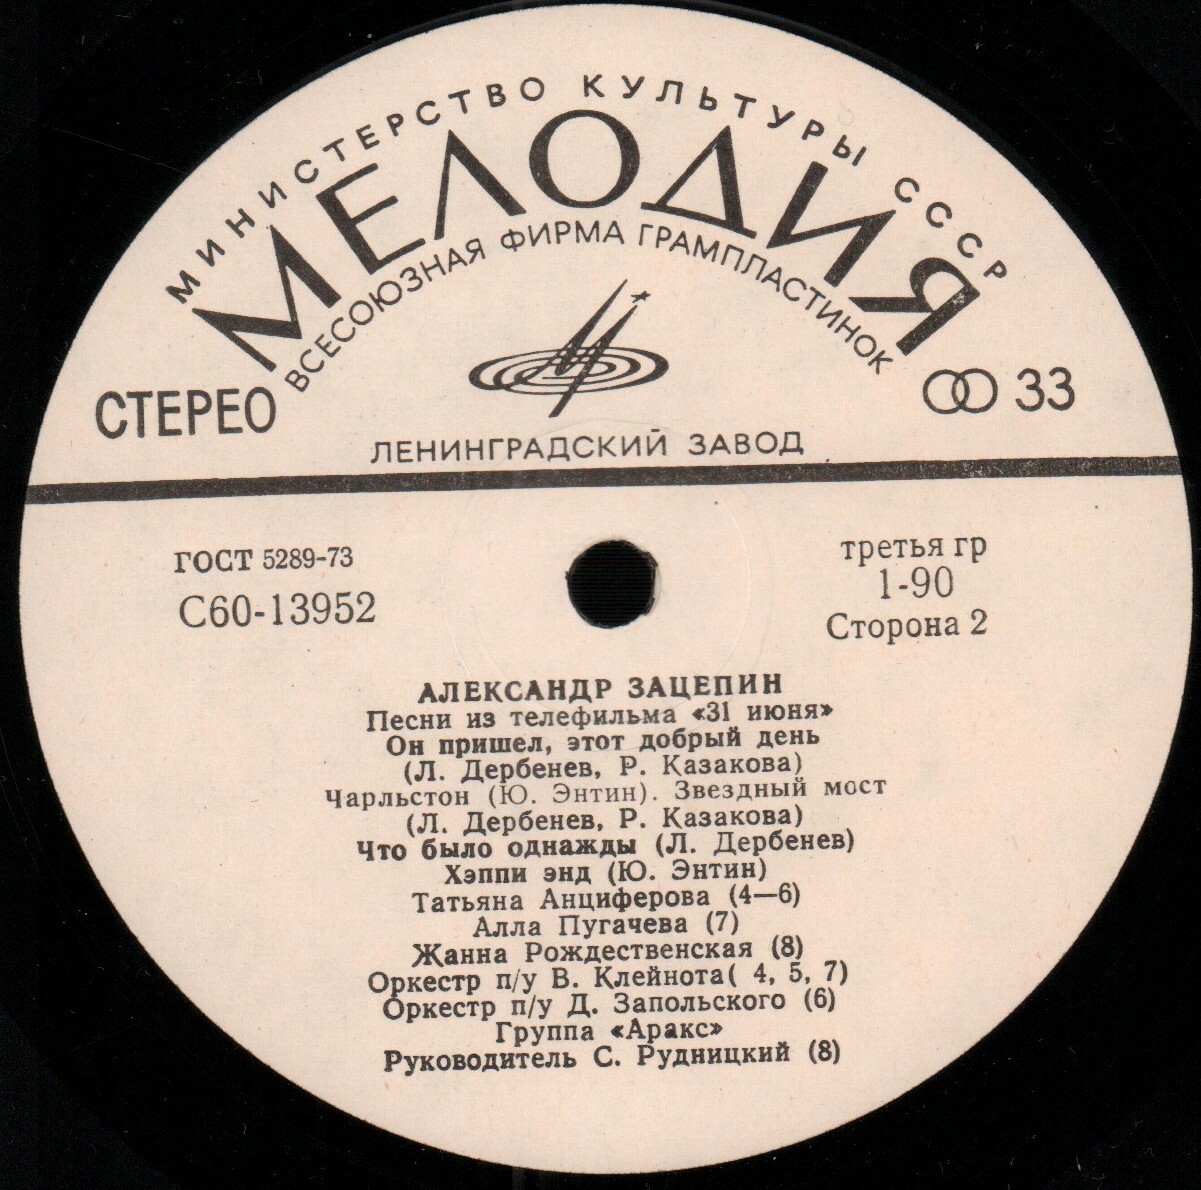 МИНИСТЕРСТВО КУЛЬТУРЫ СССР
МЕЛОДИЯ
ВСЕСОЮЗНАЯ ФИРМА ГРАМПЛАСТИНОК
СТЕРЕО
33
ЛЕНИНГРАДСКИЙ ЗАВОД
ГОСТ 5289-73
С60-13952
третья гр
1-90
Сторона 2
АЛЕКСАНДР ЗАЦЕПИН
Песни из телефильма «31 июня»
Он пришел, этот добрый день
(Л. Дербенев, Р. Казакова)
Чарльстон (Ю. Энтин). Звездный мост
(Л. Дербенев, Р. Казакова)
Что было однажды (Л. Дербенев)
Хэппи энд (Ю. Энтин)
Татьяна Анциферова (4—6)
Алла Пугачева (7)
Жанна Рождественская (8)
Оркестр п/у В. Клейнота( 4, 5, 7)
Оркестр п/у Д. Запольского (6)
Группа «Аракс»
Руководитель С. Рудницкий (8)